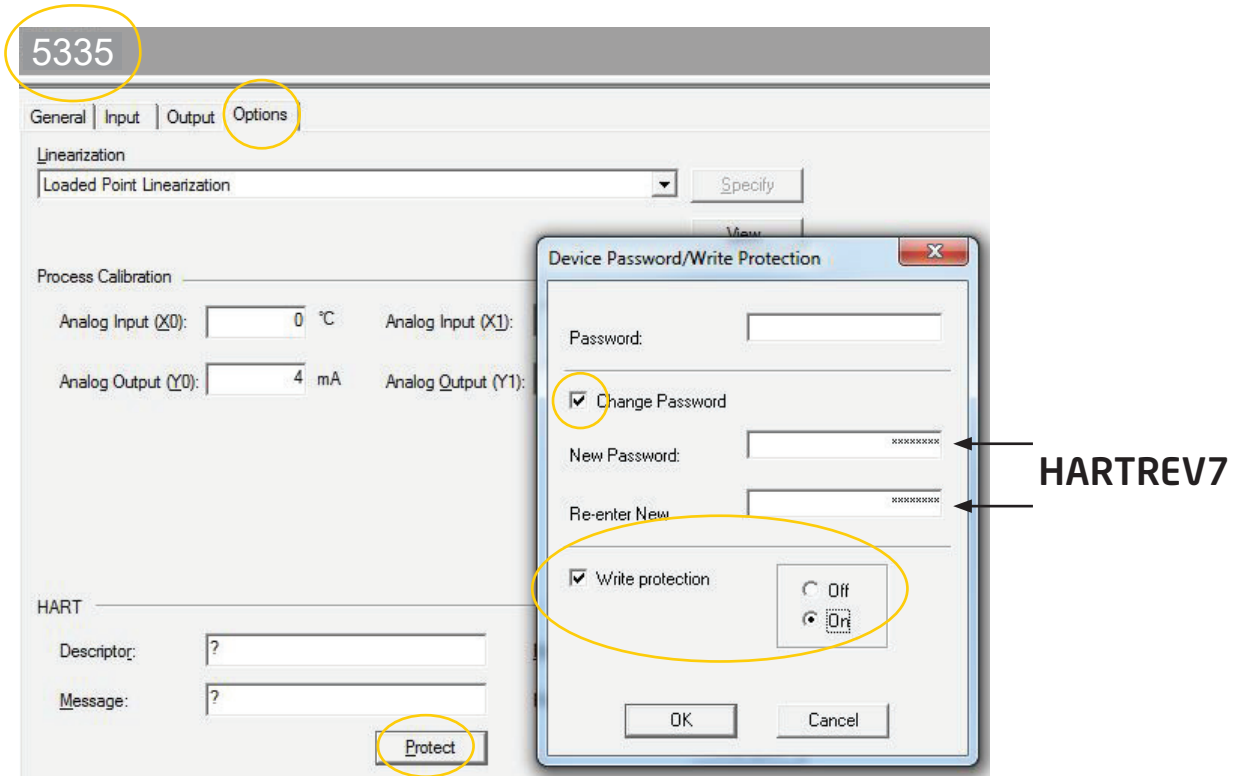 5335
General Input Output Options
Linearization
Loaded Point Linearization
Specify
View
Device Password/Write Protection
Process Calibration
Analog Input (X0): 0 °C Analog Input (X1):
Analog Output (Y0): 4 mA Analog Output (Y1):
Password:
Change Password
New Password: ********
Re-enter New ********
HARTREV7
Write protection
Off
On
HART
Descriptor: ?
Message: ?
Protect
OK Cancel